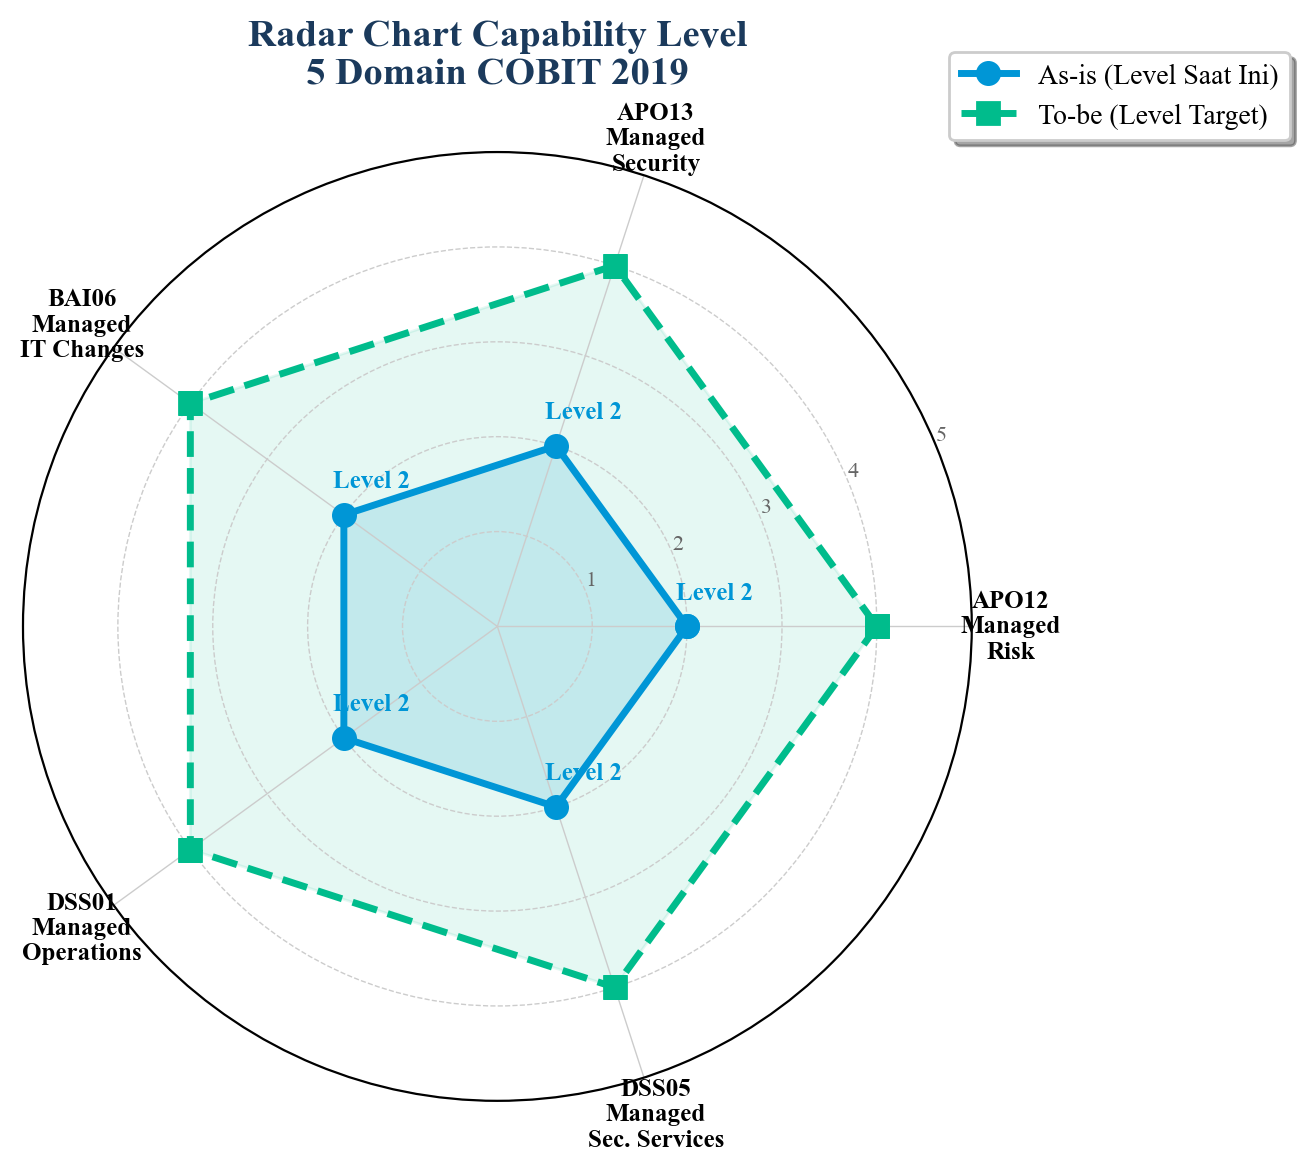 Radar Chart Capability Level
5 Domain COBIT 2019
As-is (Level Saat Ini)
To-be (Level Target)
APO13
Managed
Security
BAI06
Managed
IT Changes
Level 2
5
4
Level 2
3
2
1
Level 2
APO12
Managed
Risk
Level 2
Level 2
DSS01
Managed
Operations
DSS05
Managed
Sec. Services